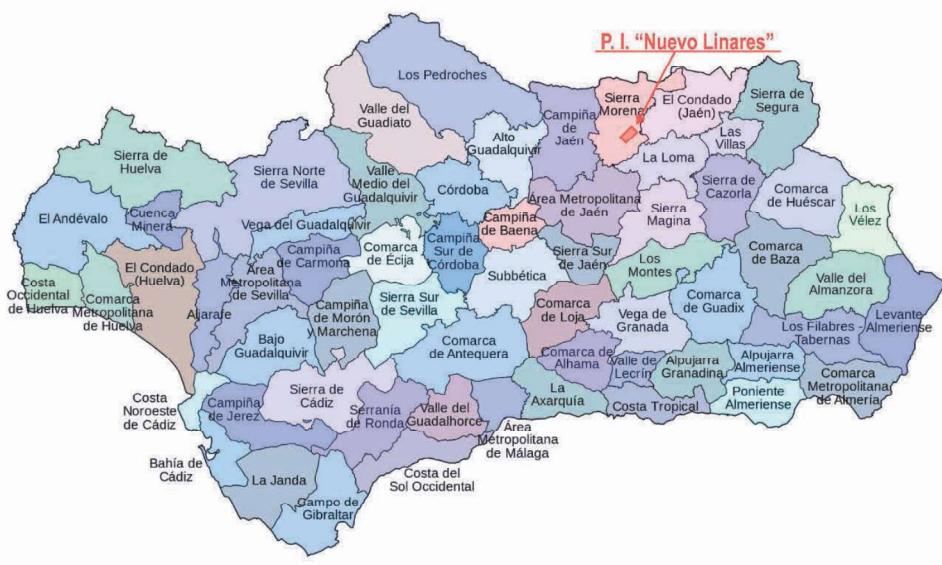 P. I. “Nuevo Linares”
Los Pedroches
Valle del
Guadiato
Sierra
Morena
El Condado
(Jaén)
Sierra de
Segura
Campiña
de
Jaén
Alto
Guadalquivir
Las
Villas
La Loma
Sierra de
Huelva
Sierra Norte
de Sevilla
Valle
Medio del
Guadalquivir
Córdoba
Área Metropolitana
de Jaén
Sierra
Magina
Sierra de
Cazorla
Comarca
de Huéscar
Los
Vélez
El Andévalo
Cuenca
Minera
Vega del Guadalquivir
Campiña
de Baena
Campiña
de Carmona
Comarca
de Écija
Campiña
Sur de
Córdoba
Sierra Sur
de Jaén
Los
Montes
Comarca
de Baza
Costa
Occidental
de Huelva
Comarca
Metropolitana
de Huelva
El Condado
(Huelva)
Aljarafe
Área
Metropolitana
de Sevilla
Subbética
Valle del
Almanzora
Campiña
de Morón
y Marchena
Sierra Sur
de Sevilla
Comarca
de Loja
Vega de
Granada
Comarca
de Guadix
Levante
Almeriense
Los Filabres -
Tabernas
Bajo
Guadalquivir
Comarca
de Antequera
Comarca de
Alhama
Valle de
Lecrín
Alpujarra
Granadina
Alpujarra
Almeriense
Comarca
Metropolitana
de Almería
Costa
Noroeste
de Cádiz
Campiña
de Jerez
Sierra de
Cádiz
Serranía
de Ronda
Valle del
Guadalhorce
La
Axarquía
Costa Tropical
Poniente
Almeriense
Área
Metropolitana
de Málaga
Bahía de
Cádiz
La Janda
Costa del
Sol Occidental
Campo de
Gibraltar